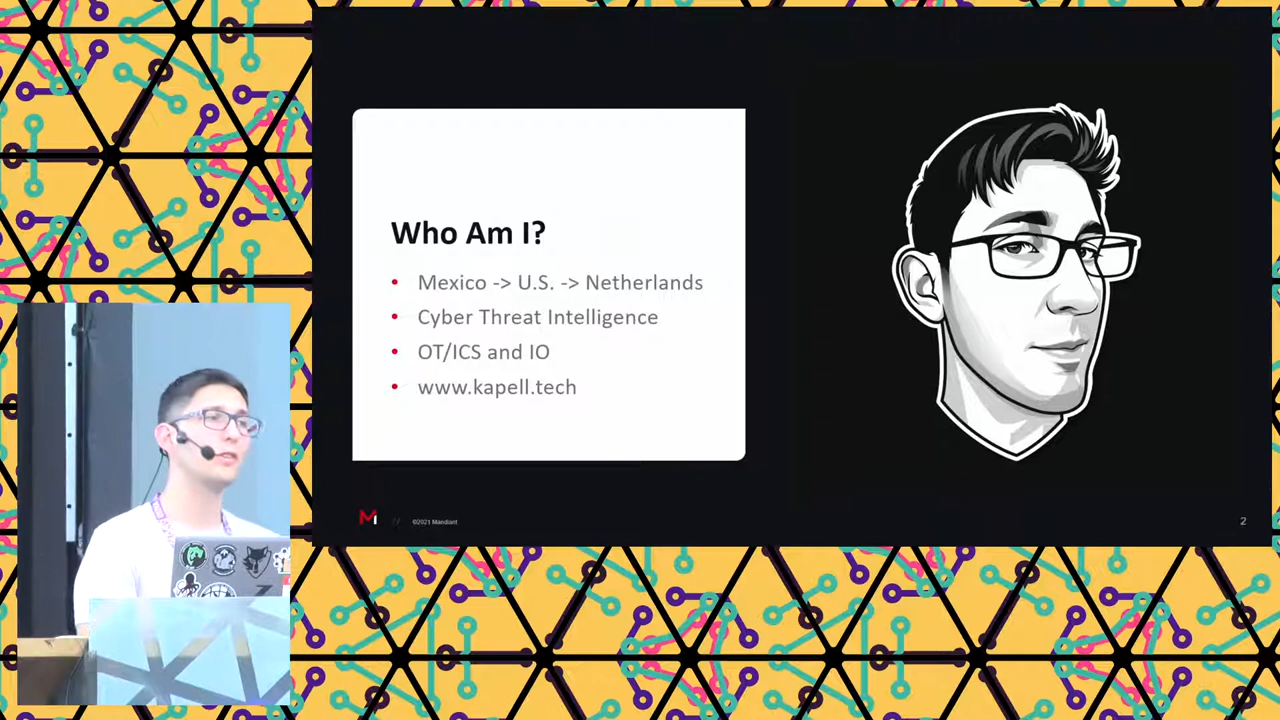 Who Am I?
• Mexico -> U.S. -> Netherlands
• Cyber Threat Intelligence
• OT/ICS and IO
• www.kapell.tech
M // ©2021 Mandiant
2